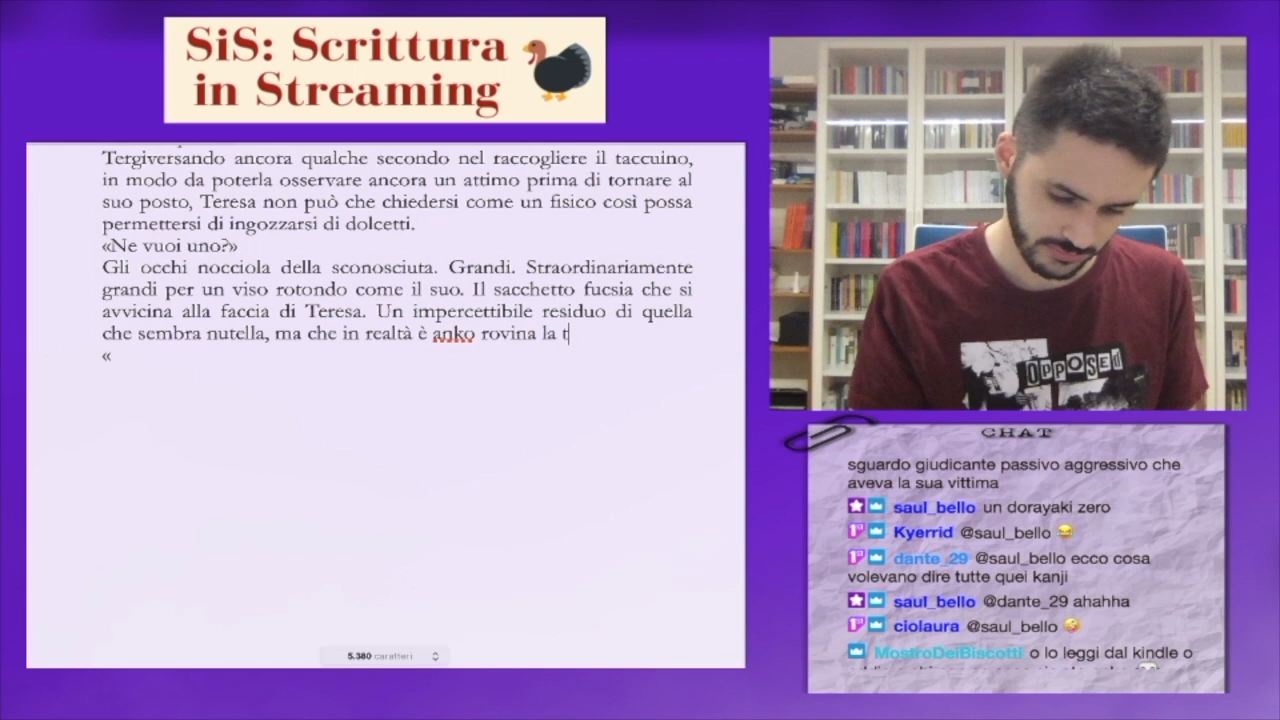 SiS: Scrittura
in Streaming
Tergiversando ancora qualche secondo nel raccogliere il taccuino,
in modo da poterla osservare ancora un attimo prima di tornare al
suo posto, Teresa non può che chiedersi come un fisico così possa
permettersi di ingozzarsi di dolcetti.
«Ne vuoi uno?»
Gli occhi nocciola della sconosciuta. Grandi. Straordinariamente
grandi per un viso rotondo come il suo. Il sacchetto fucsia che si
avvicina alla faccia di Teresa. Un impercettibile residuo di quella
che sembra nutella, ma che in realtà è anko rovina la t
«
5.380 caratteri
OPPOSED
CHAT
sguardo giudicante passivo aggressivo che
aveva la sua vittima
saul_bello un dorayaki zero
Kyerrid @saul_bello 😂
dante_29 @saul_bello ecco cosa
volevano dire tutte quei kanji
saul_bello @dante_29 ahahha
ciolaura @saul_bello 🤪
MostroDeiBiscotti o lo leggi dal kindle o